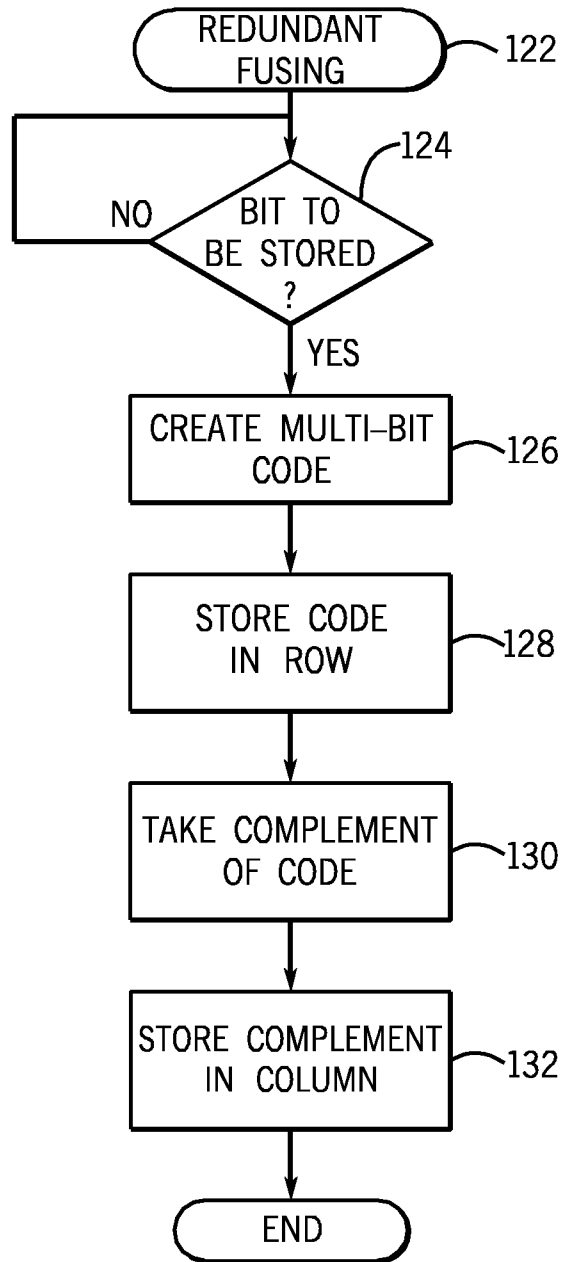 REDUNDANT
FUSING
122
124
BIT TO
BE STORED
?
NO
YES
CREATE MULTI–BIT
CODE
126
STORE CODE
IN ROW
128
TAKE COMPLEMENT
OF CODE
130
STORE COMPLEMENT
IN COLUMN
132
END